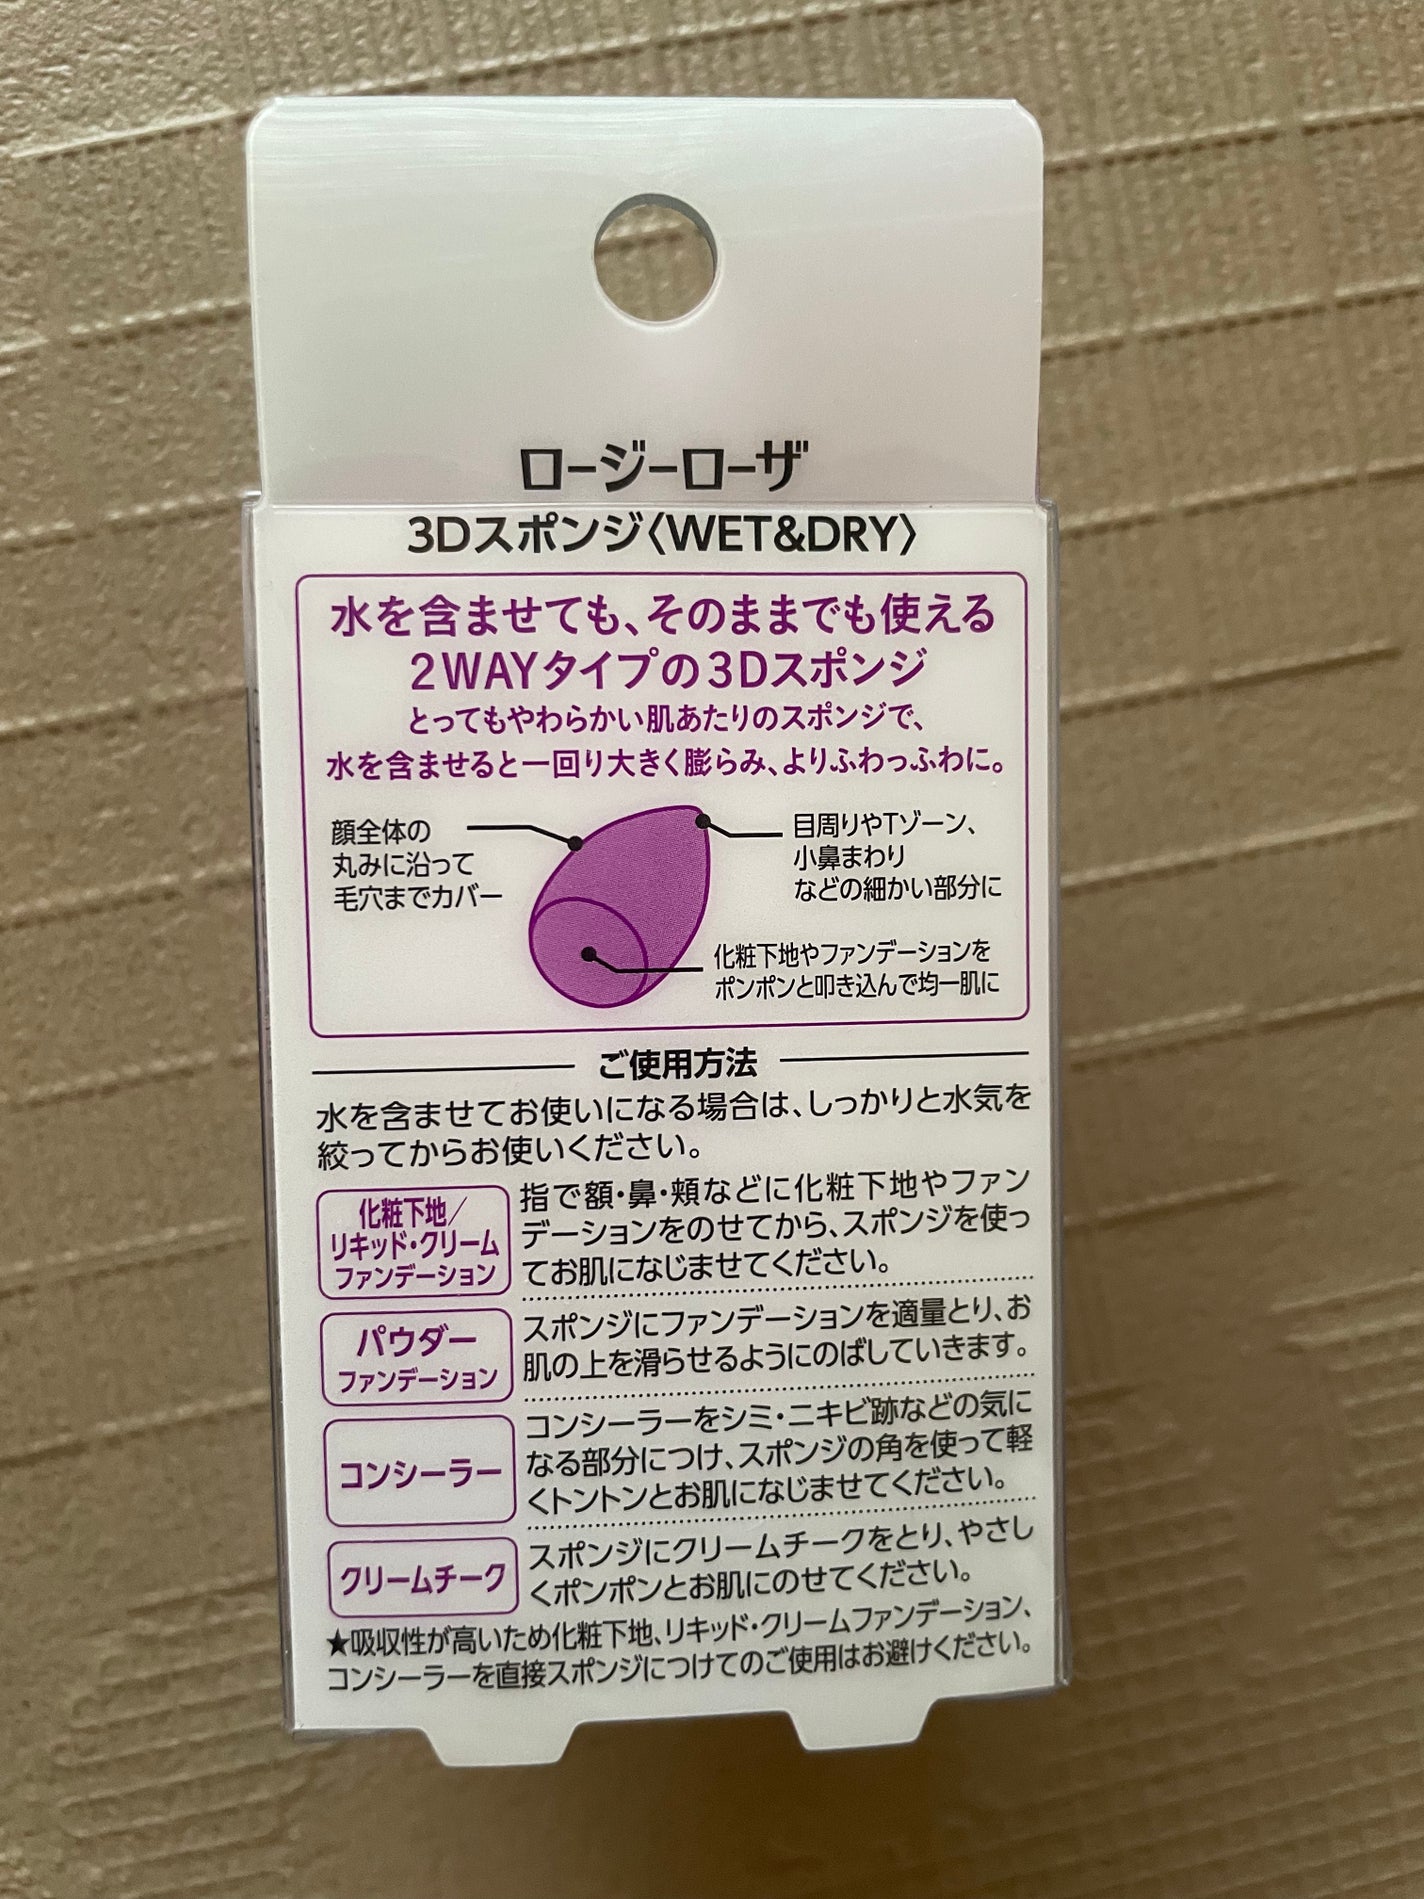 ロージーローザ
3Dスポンジ〈WET&DRY〉
水を含ませても、そのままでも使える
2WAYタイプの3Dスポンジ
とってもやわらかい肌あたりのスポンジで、
水を含ませると一回り大きく膨らみ、よりふわっふわに。
顔全体の
丸みに沿って
毛穴までカバー
目周りやTゾーン、
小鼻まわり
などの細かい部分に
化粧下地やファンデーションを
ポンポンと叩き込んで均一肌に
ご使用方法
水を含ませてお使いになる場合は、しっかりと水気を
絞ってからお使いください。
化粧下地/
リキッド・クリーム
ファンデーション
指で額・鼻・頬などに化粧下地やファン
デーションをのせてから、スポンジを使っ
てお肌になじませてください。
パウダー
ファンデーション
スポンジにファンデーションを適量とり、お
肌の上を滑らせるようにのばしていきます。
コンシーラー
コンシーラーをシミ・ニキビ跡などの気に
なる部分につけ、スポンジの角を使って軽
くトントンとお肌になじませてください。
クリームチーク
スポンジにクリームチークをとり、やさし
くポンポンとお肌にのせてください。
★吸収性が高いため化粧下地、リキッド・クリームファンデーション、
コンシーラーを直接スポンジにつけてのご使用はお避けください。